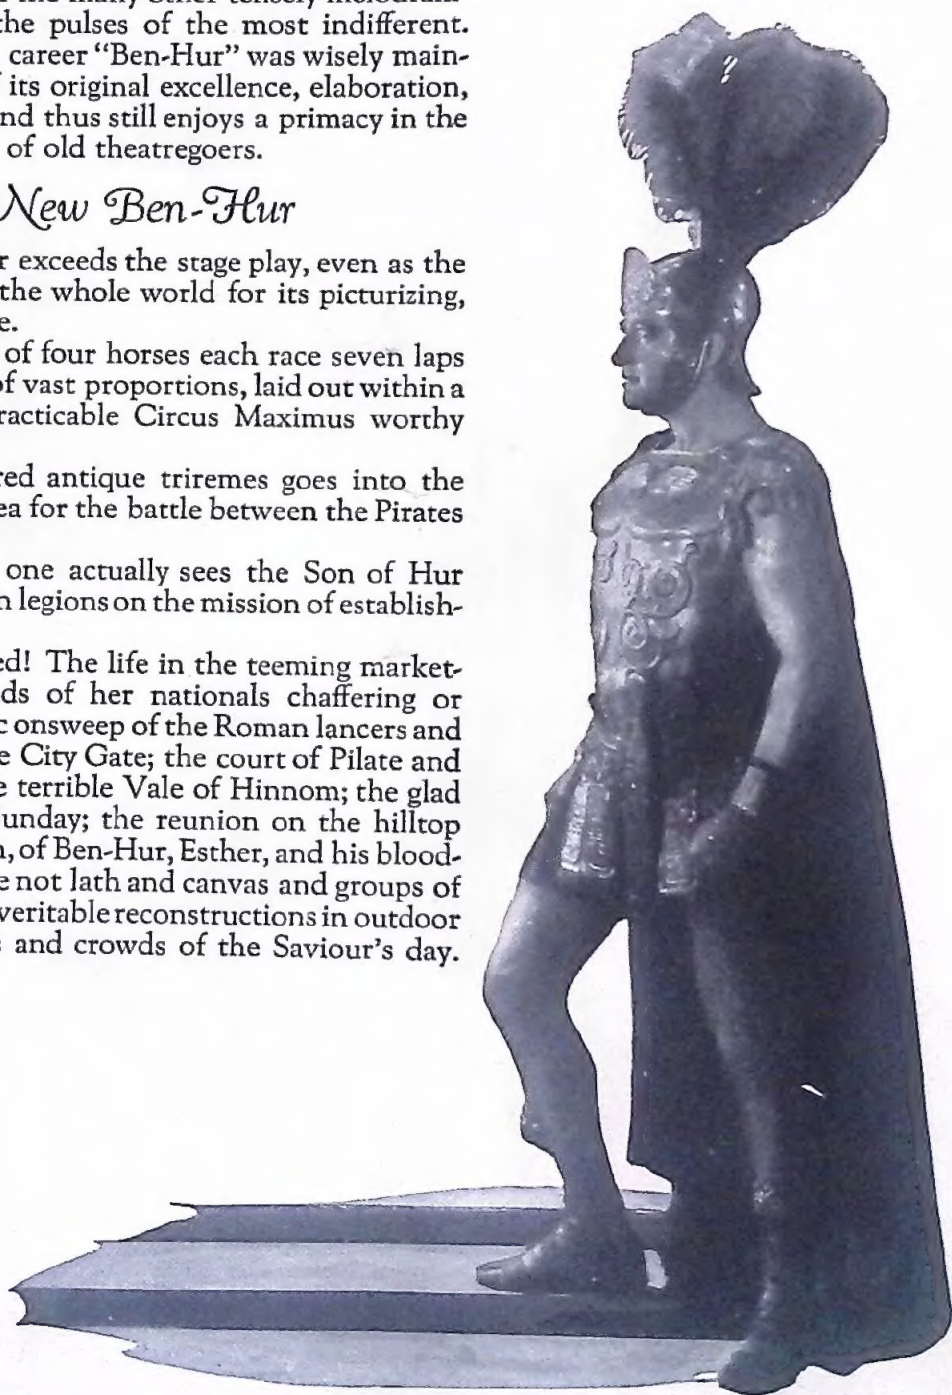 the pulses of the most indifferent.
career “Ben-Hur” was wisely main-
its original excellence, elaboration,
nd thus still enjoys a primacy in the
of old theatregoers.
New Ben-Hur
r exceeds the stage play, even as the
the whole world for its picturizing,
e.
of four horses each race seven laps
of vast proportions, laid out within a
racticable Circus Maximus worthy
red antique triremes goes into the
ea for the battle between the Pirates
one actually sees the Son of Hur
n legions on the mission of establish-
ed! The life in the teeming market-
ds of her nationals chaffering or
c onsweep of the Roman lancers and
e City Gate; the court of Pilate and
e terrible Vale of Hinnom; the glad
unday; the reunion on the hilltop
n, of Ben-Hur, Esther, and his blood-
e not lath and canvas and groups of
veritable reconstructions in outdoor
s and crowds of the Saviour’s day.